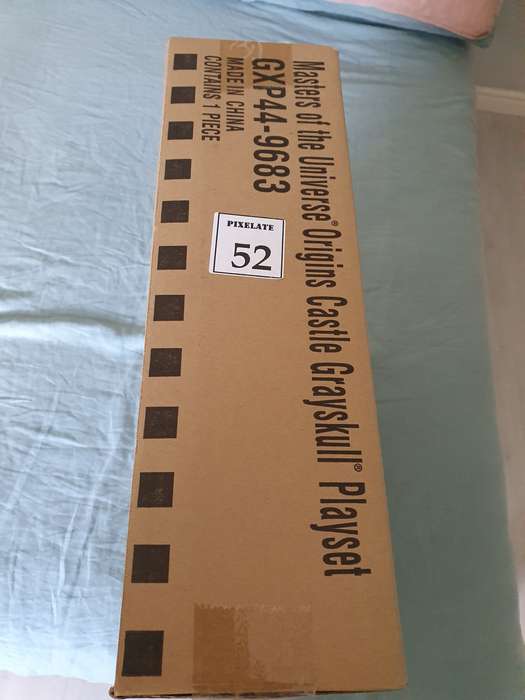 Masters of the Universe® Origins Castle Grayskull® Playset
GXP44-9683
MADE IN CHINA
CONTAINS 1 PIECE
PIXELATE
52